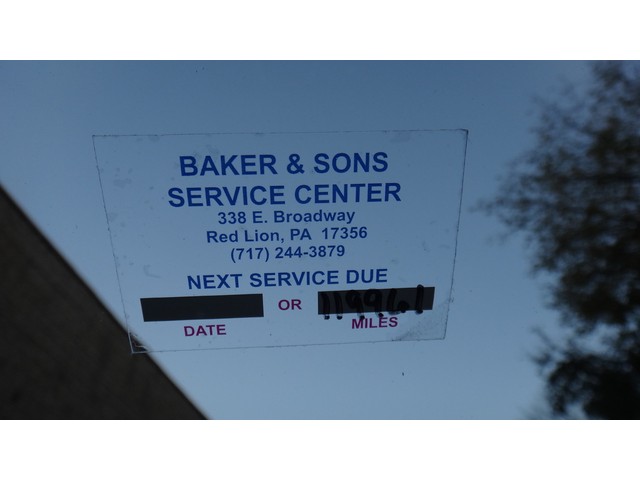 BAKER & SONS
SERVICE CENTER
338 E. Broadway
Red Lion, PA 17356
(717) 244-3879
NEXT SERVICE DUE
OR 119961
DATE MILES